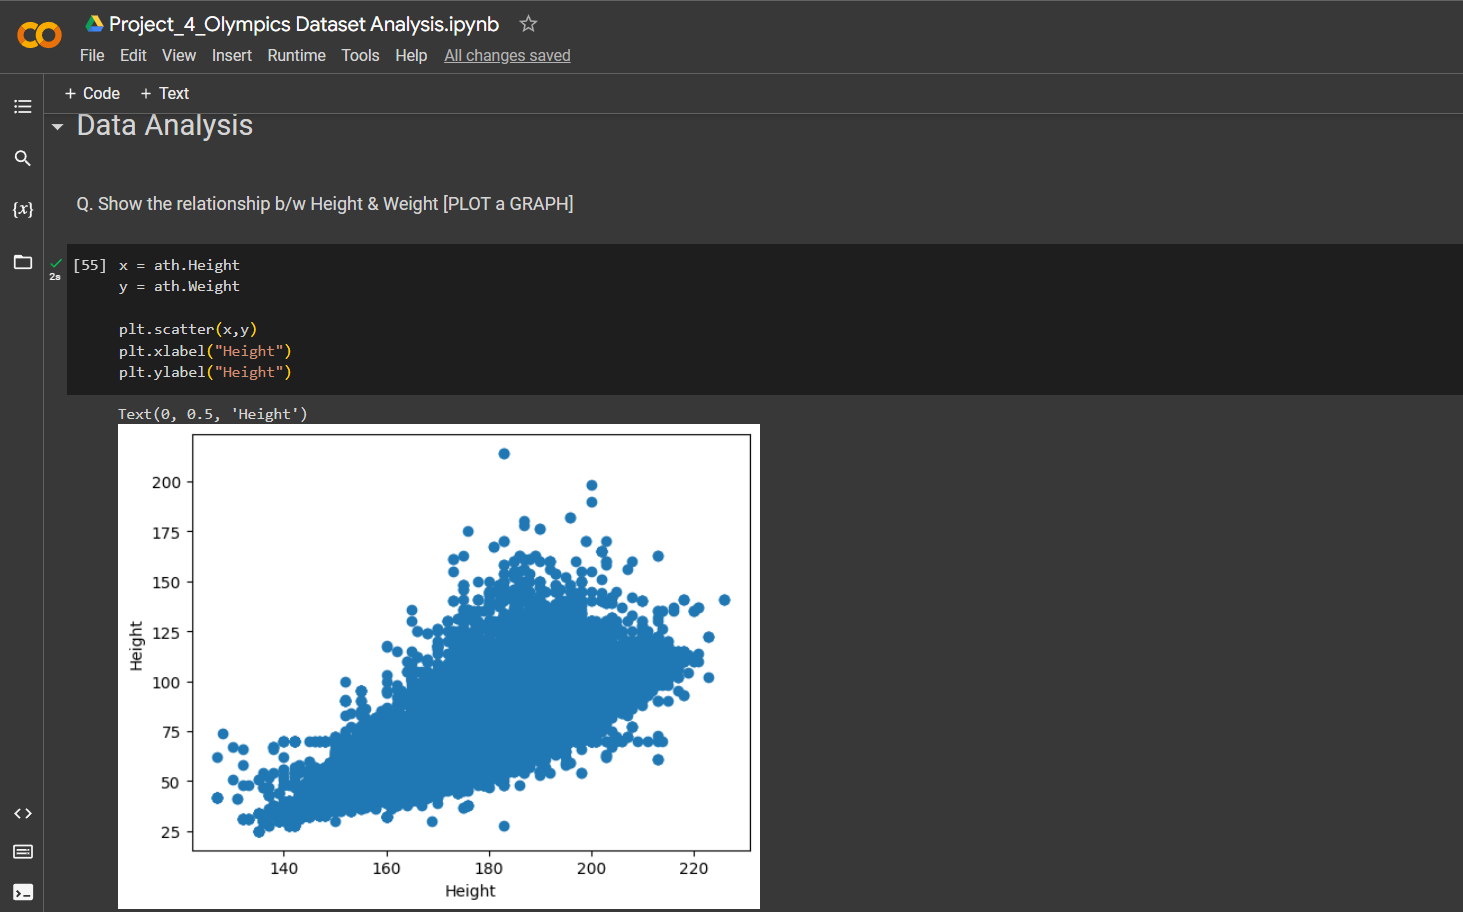 Project_4_Olympics Dataset Analysis.ipynb
File Edit View Insert Runtime Tools Help All changes saved
+ Code + Text
Data Analysis
Q. Show the relationship b/w Height & Weight [PLOT a GRAPH]
{x}
2s
[55] x = ath.Height
y = ath.Weight
plt.scatter(x,y)
plt.xlabel("Height")
plt.ylabel("Height")
Text(0, 0.5, 'Height')
200
175
150
125
100
75
50
25
Height
140 160 180 200 220
Height